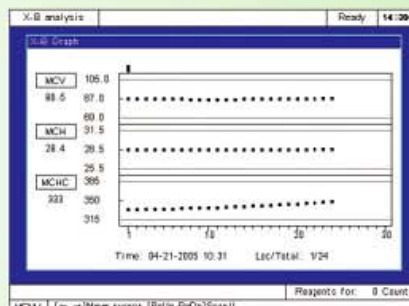 X-B analysis Ready 14:20
X-B Graph
MCV 105.0
88.5 87.0
69.0
MCH 31.5
28.4 28.5
25.5
MCHC 385
333 350
315
1 10 20 30
Time: 04-21-2005 10:31 Loc/Total: 1/24
Reagents for: 0 Count